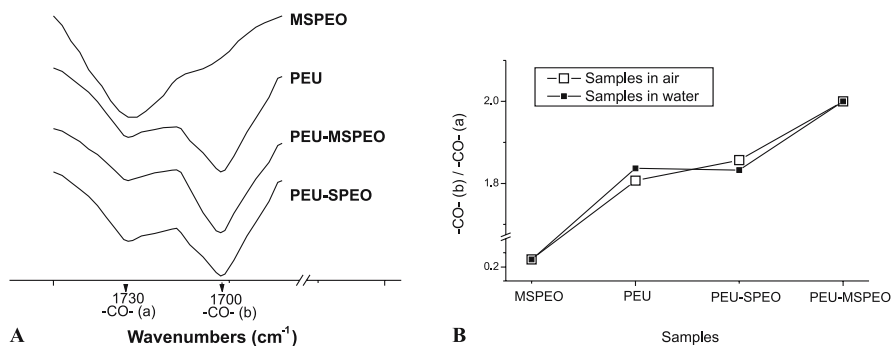 MSPEO
PEU
PEU-MSPEO
PEU-SPEO
1730 1700
-CO- (a) -CO- (b)
A Wavenumbers (cm⁻¹)
Samples in air
Samples in water
-CO- (b) / -CO- (a)
2.0
1.8
0.2
MSPEO PEU PEU-SPEO PEU-MSPEO
B Samples